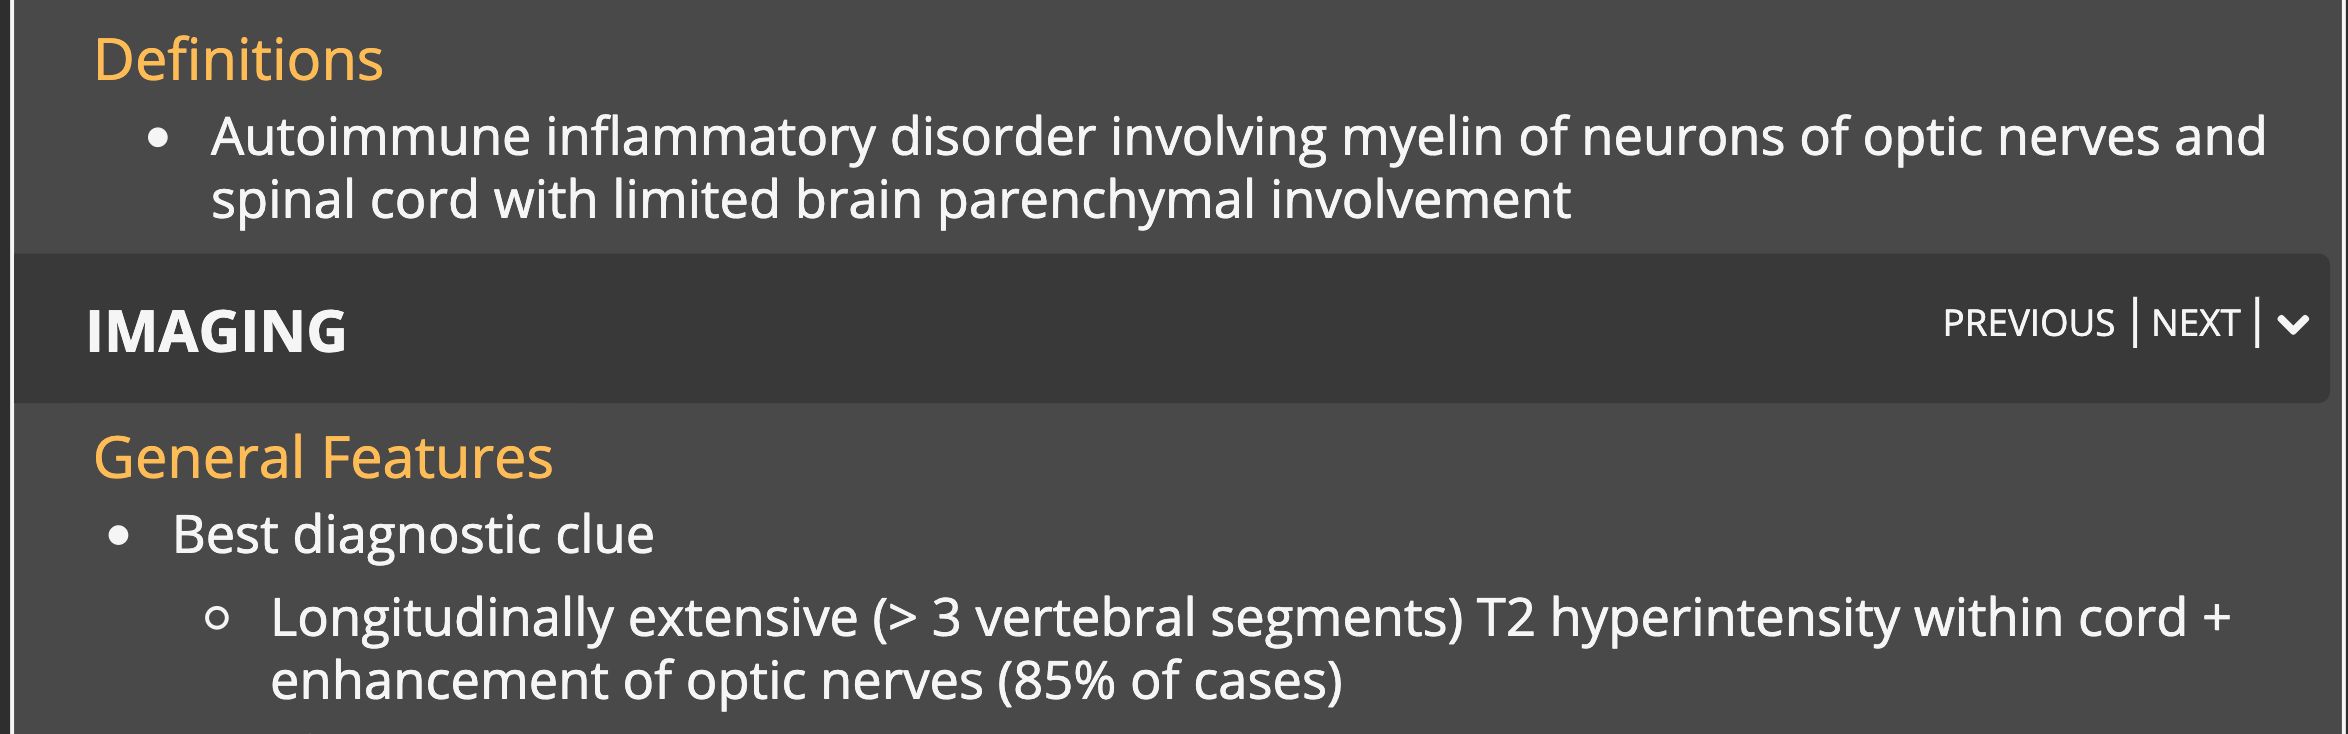 Definitions
• Autoimmune inflammatory disorder involving myelin of neurons of optic nerves and
spinal cord with limited brain parenchymal involvement
IMAGING
PREVIOUS | NEXT |
General Features
• Best diagnostic clue
○ Longitudinally extensive (> 3 vertebral segments) T2 hyperintensity within cord +
enhancement of optic nerves (85% of cases)